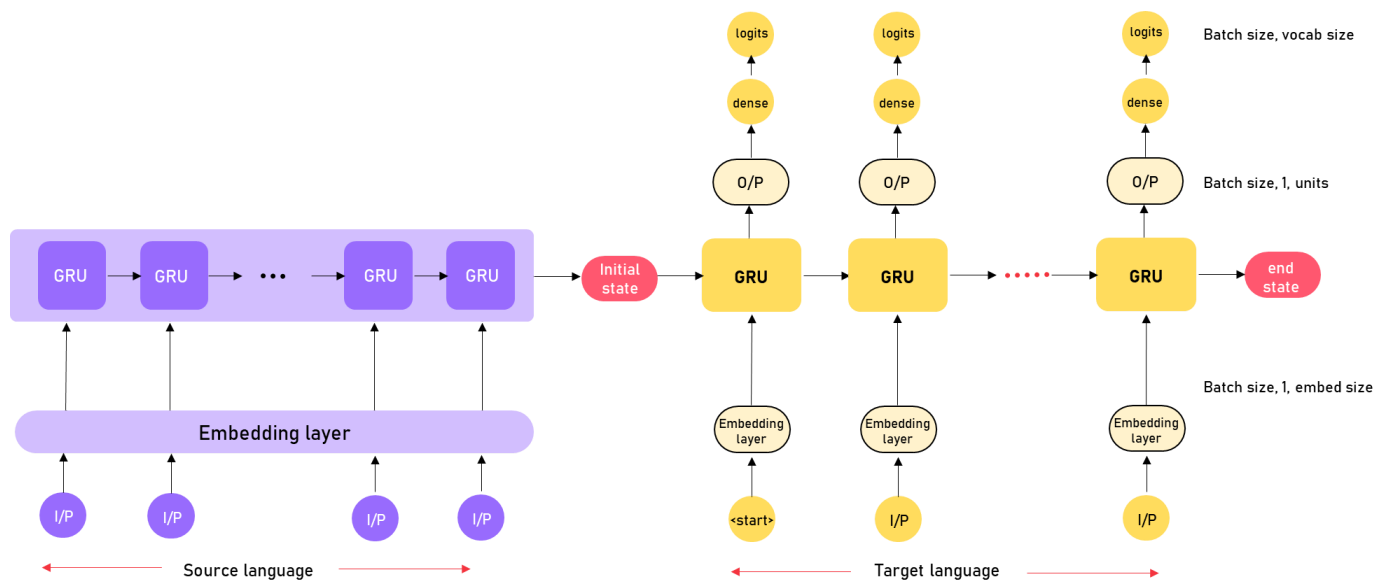 logits
logits
logits
Batch size, vocab size
dense
dense
dense
O/P
O/P
O/P
Batch size, 1, units
GRU
GRU
GRU
GRU
Initial
state
GRU
GRU
GRU
end
state
Batch size, 1, embed size
Embedding layer
Embedding
layer
Embedding
layer
Embedding
layer
I/P
I/P
I/P
I/P
<start>
I/P
I/P
Source language
Target language